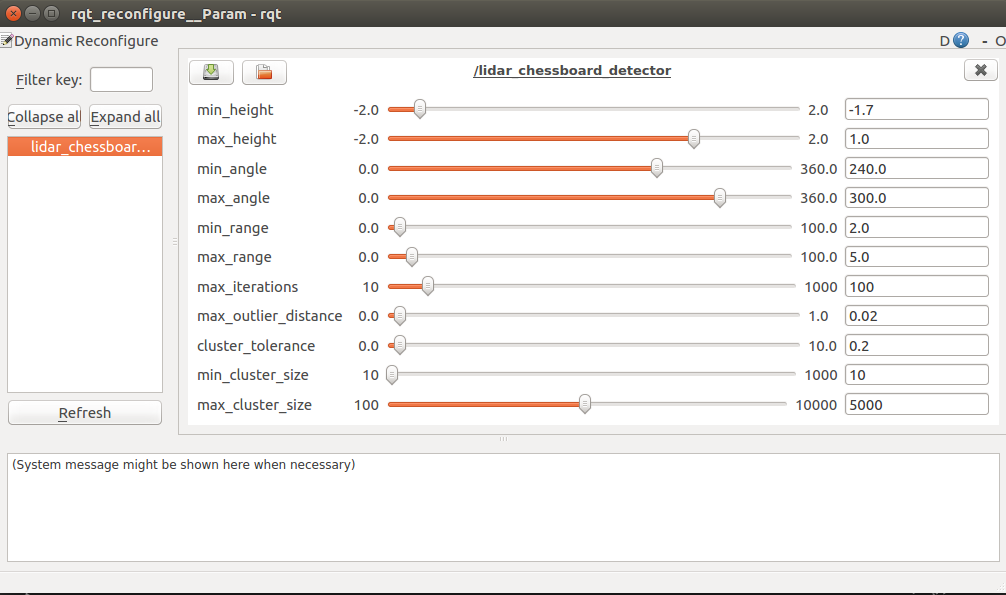 rqt_reconfigure__Param - rqt
Dynamic Reconfigure
D ? - O
Filter key:
/lidar_chessboard_detector
Collapse al
Expand all
lidar_chessboar...
min_height -2.0 2.0 -1.7
max_height -2.0 2.0 1.0
min_angle 0.0 360.0 240.0
max_angle 0.0 360.0 300.0
min_range 0.0 100.0 2.0
max_range 0.0 100.0 5.0
max_iterations 10 1000 100
max_outlier_distance 0.0 1.0 0.02
cluster_tolerance 0.0 10.0 0.2
min_cluster_size 10 1000 10
max_cluster_size 100 10000 5000
Refresh
(System message might be shown here when necessary)